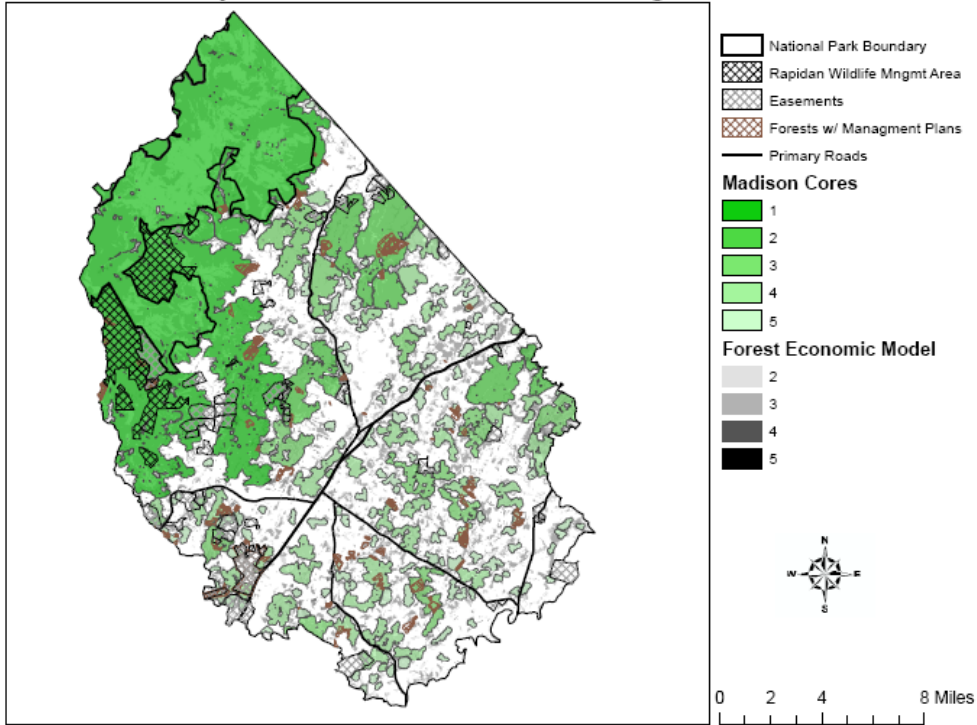 National Park Boundary
Rapidan Wildlife Mngmt Area
Easements
Forests w/ Managment Plans
Primary Roads
Madison Cores
1
2
3
4
5
Forest Economic Model
2
3
4
5
N
W E
S
0 2 4 8 Miles